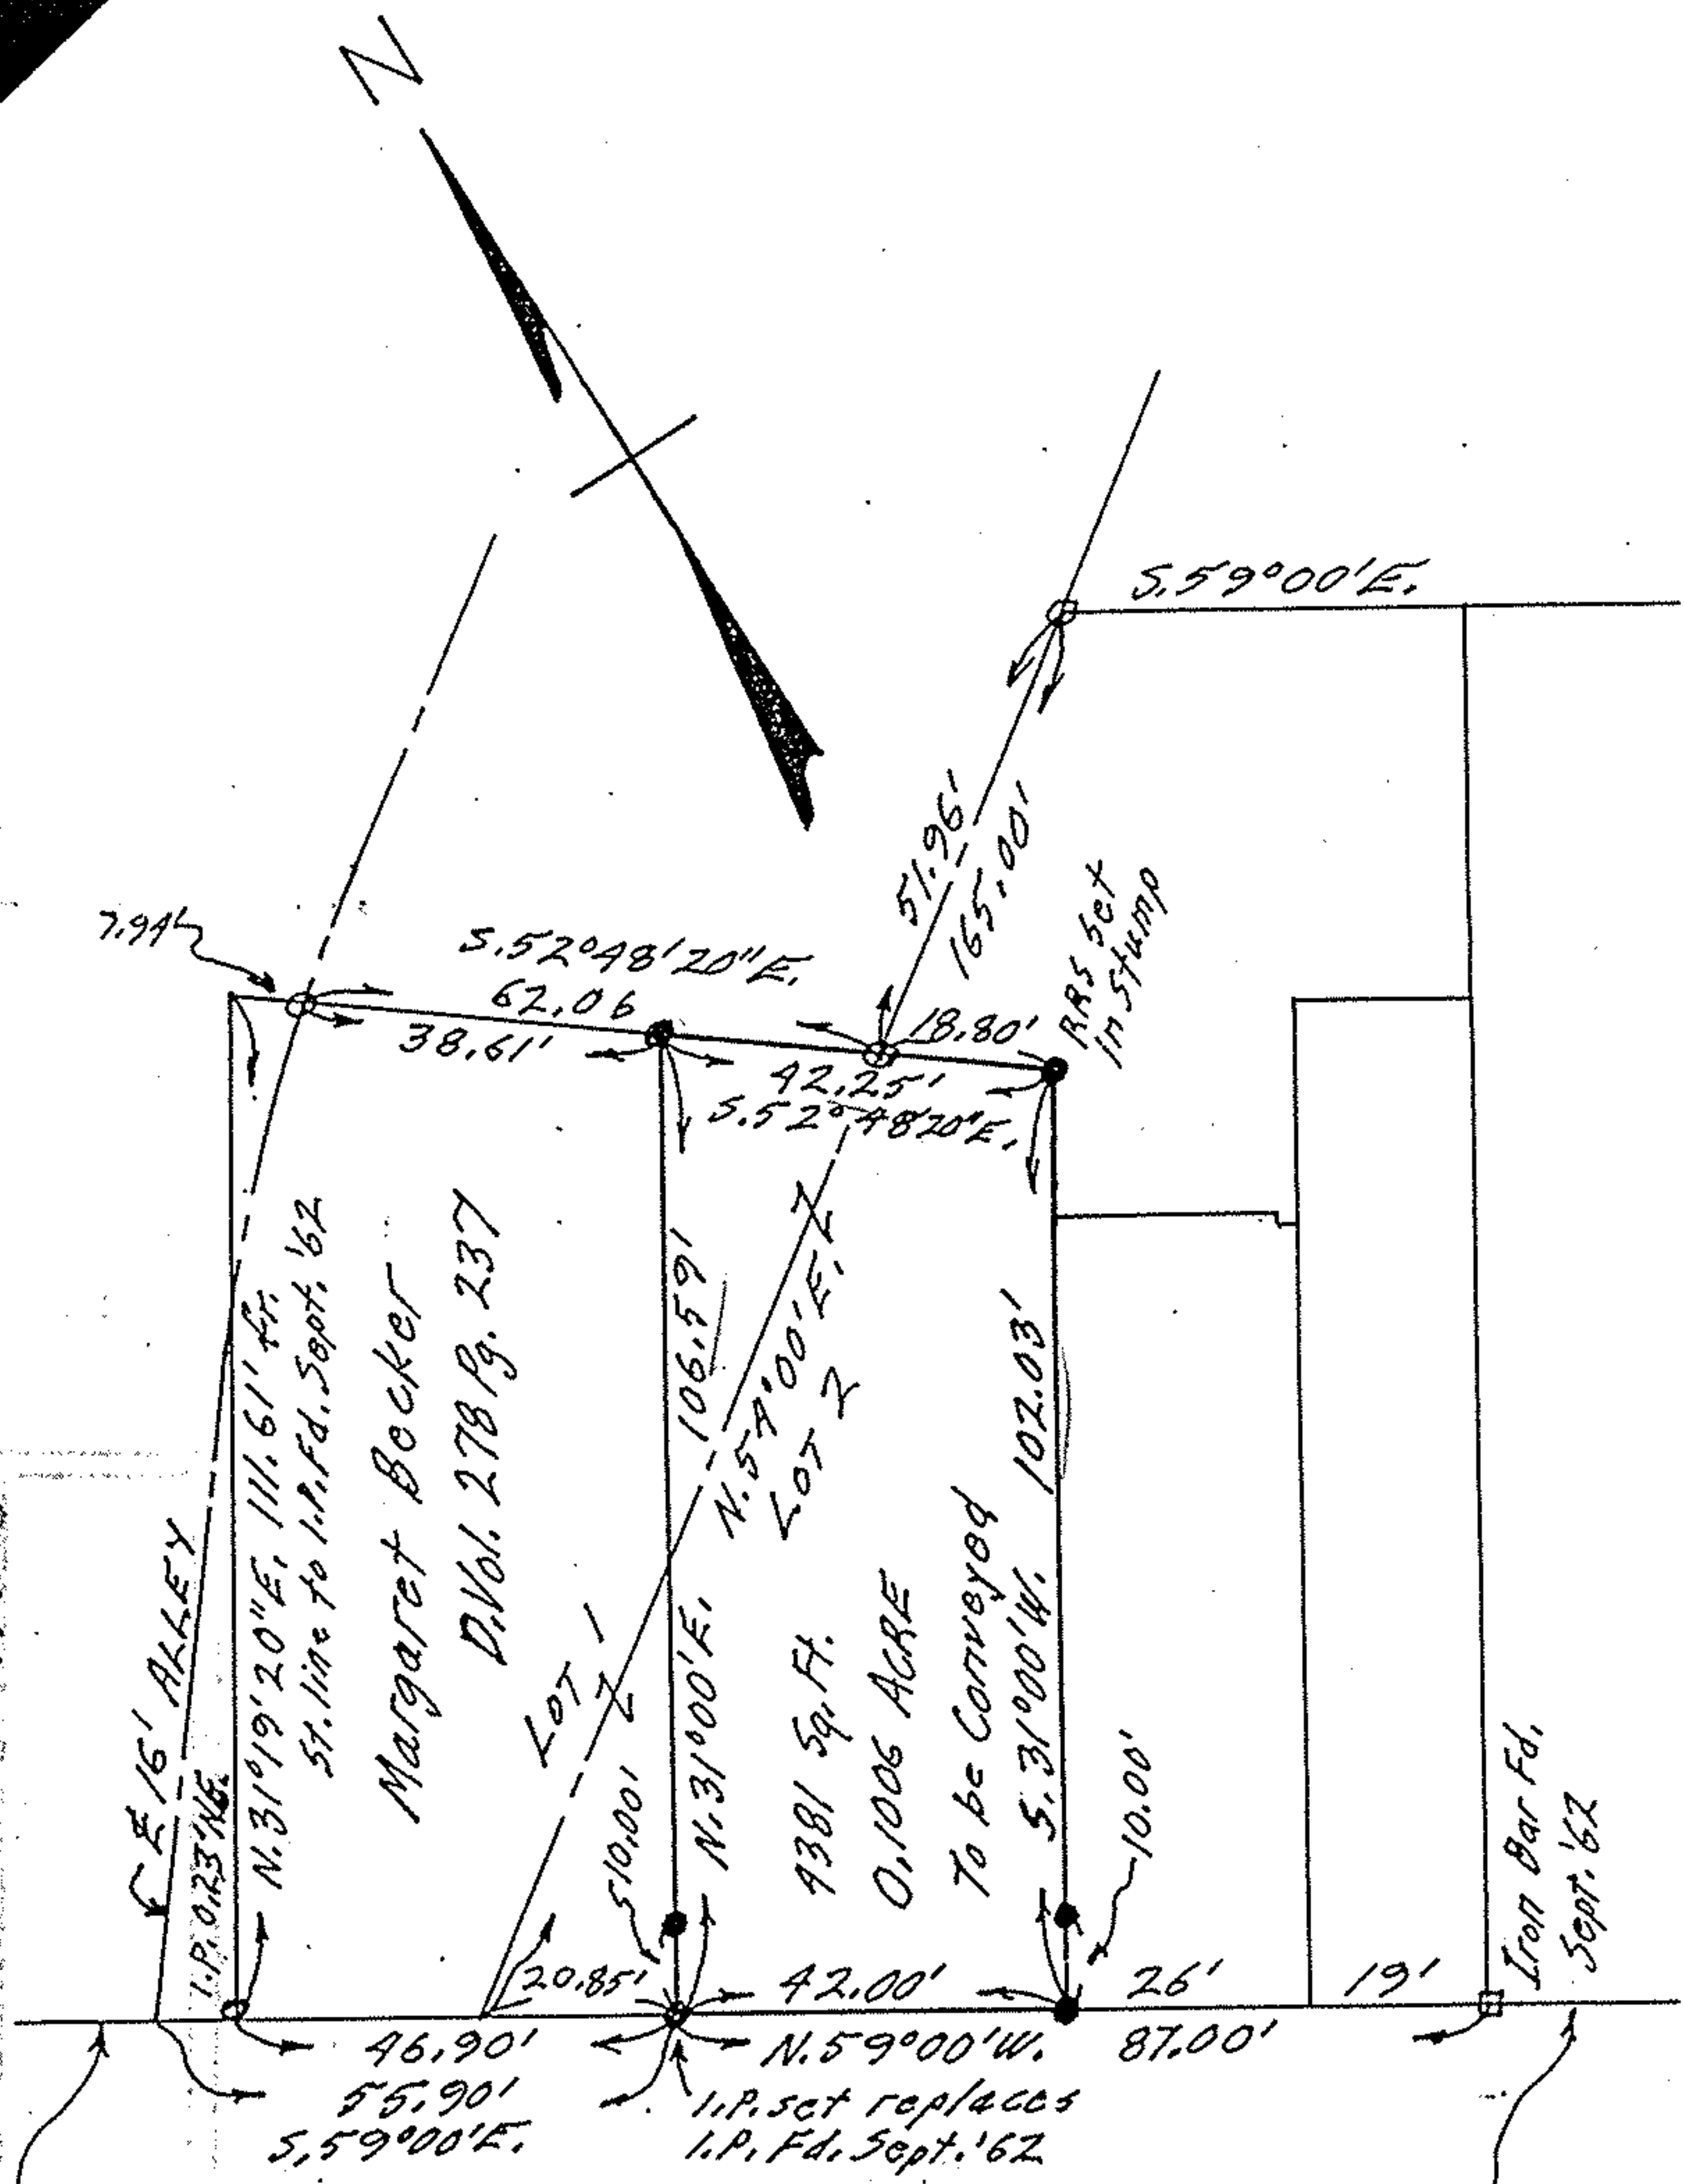 N
S.59°00'E.
51.96'
165.00'
RRS Set
in Stump
7.94'
S.52°48'20"E.
62.06
38.61'
18.80'
42.25'
S.52°48'20"E.
₠ 16' ALLEY
I.P. 0.23' NE.
N.31°19'20"E. 111.61' fr.
St. line to I.P. Fd. Sept. '62
Margaret Becker
D.Vol. 278 Pg. 237
LOT 1
N.31°00'E. 106.59'
N.54°00'E.
LOT 2
4381 Sq. Ft.
0.1006 ACRE
To be Conveyed
S.31°00'W. 102.03'
10.00'
10.00'
Iron Bar Fd.
Sept. '62
20.85'
42.00'
26'
19'
46.90'
N.59°00'W.
87.00'
55.90'
S.59°00'E.
I.P. set replaces
I.P. Fd. Sept. '62